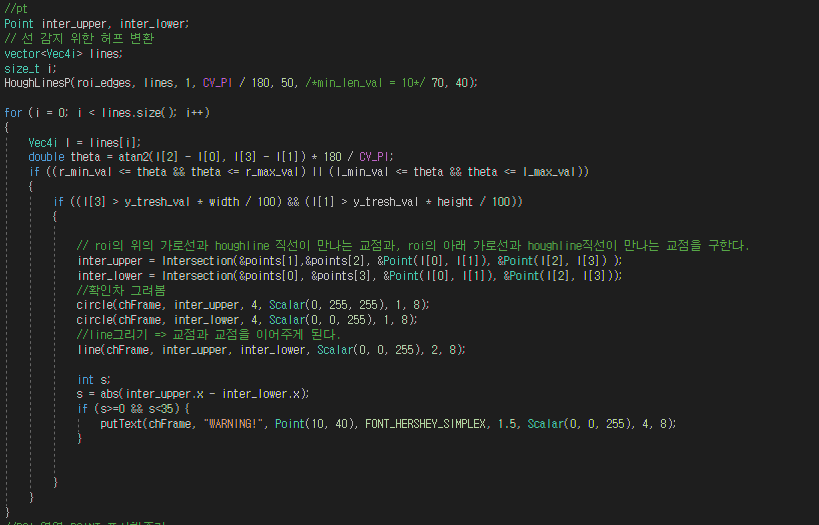 //pt
Point inter_upper, inter_lower;
// 선 감지 위한 허프 변환
vector<Vec4i> lines;
size_t i;
HoughLinesP(roi_edges, lines, 1, CV_PI / 180, 50, /*min_len_val = 10*/ 70, 40);
for (i = 0; i < lines.size(); i++)
{
Vec4i l = lines[i];
double theta = atan2(l[2] - l[0], l[3] - l[1]) * 180 / CV_PI;
if ((r_min_val <= theta && theta <= r_max_val) || (l_min_val <= theta && theta <= l_max_val))
{
if ((l[3] > y_tresh_val * width / 100) && (l[1] > y_tresh_val * height / 100))
{
// roi의 위의 가로선과 houghline 직선이 만나는 교점과, roi의 아래 가로선과 houghline직선이 만나는 교점을 구한다.
inter_upper = Intersection(&points[1],&points[2], &Point(l[0], l[1]), &Point(l[2], l[3]) );
inter_lower = Intersection(&points[0], &points[3], &Point(l[0], l[1]), &Point(l[2], l[3]));
//확인차 그려봄
circle(chFrame, inter_upper, 4, Scalar(0, 255, 255), 1, 8);
circle(chFrame, inter_lower, 4, Scalar(0, 0, 255), 1, 8);
//line그리기 => 교점과 교점을 이어주게 된다.
line(chFrame, inter_upper, inter_lower, Scalar(0, 0, 255), 2, 8);
int s;
s = abs(inter_upper.x - inter_lower.x);
if (s>=0 && s<35) {
putText(chFrame, "WARNING!", Point(10, 40), FONT_HERSHEY_SIMPLEX, 1.5, Scalar(0, 0, 255), 4, 8);
}
}
}
}